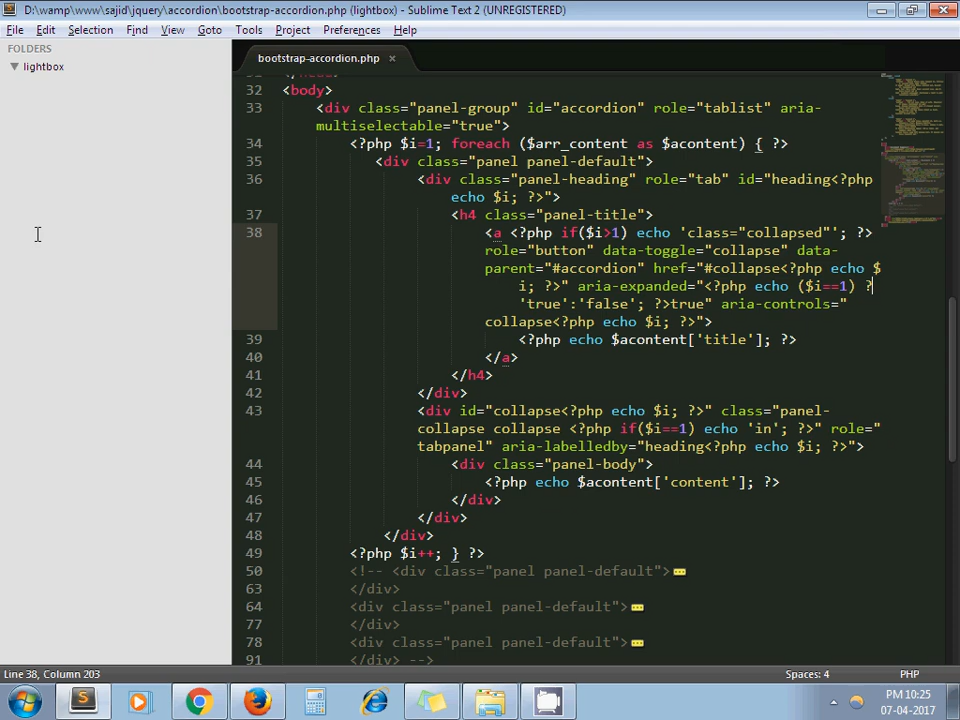 D:\wamp\www\sajid\jquery\accordion\bootstrap-accordion.php (lightbox) - Sublime Text 2 (UNREGISTERED)
File Edit Selection Find View Goto Tools Project Preferences Help
FOLDERS
lightbox
bootstrap-accordion.php ×
32 <body>
33 <div class="panel-group" id="accordion" role="tablist" aria-
multiselectable="true">
34 <?php $i=1; foreach ($arr_content as $acontent) { ?>
35 <div class="panel panel-default">
36 <div class="panel-heading" role="tab" id="heading<?php
echo $i; ?>">
37 <h4 class="panel-title">
38 <a <?php if($i>1) echo 'class="collapsed"'; ?>
role="button" data-toggle="collapse" data-
parent="#accordion" href="#collapse<?php echo $
i; ?>" aria-expanded="<?php echo ($i==1) ?
'true':'false'; ?>true" aria-controls="
collapse<?php echo $i; ?>">
39 <?php echo $acontent['title']; ?>
40 </a>
41 </h4>
42 </div>
43 <div id="collapse<?php echo $i; ?>" class="panel-
collapse collapse <?php if($i==1) echo 'in'; ?>" role="
tabpanel" aria-labelledby="heading<?php echo $i; ?>">
44 <div class="panel-body">
45 <?php echo $acontent['content']; ?>
46 </div>
47 </div>
48 </div>
49 <?php $i++; } ?>
50 <!-- <div class="panel panel-default">
63 </div>
64 <div class="panel panel-default">
77 </div>
78 <div class="panel panel-default">
91 </div> -->
Line 38, Column 203 Spaces: 4 PHP
PM 10:25
07-04-2017